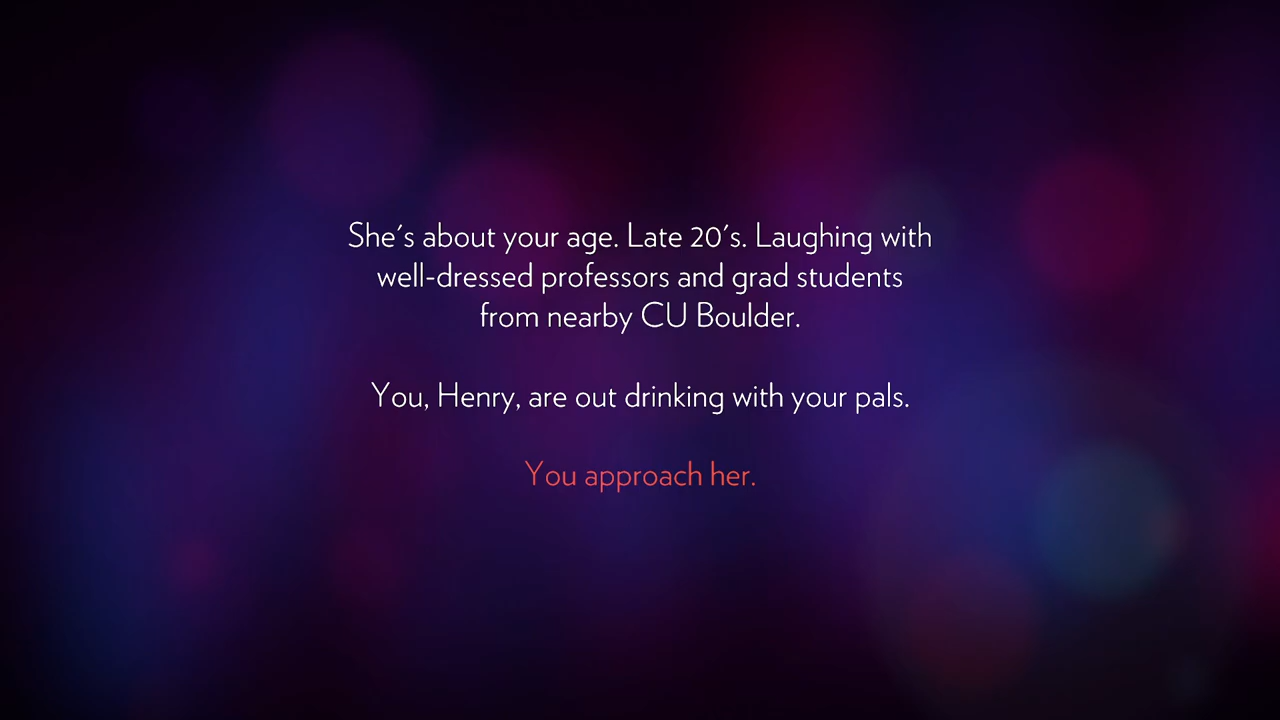 She's about your age. Late 20's. Laughing with
well-dressed professors and grad students
from nearby CU Boulder.
You, Henry, are out drinking with your pals.
You approach her.